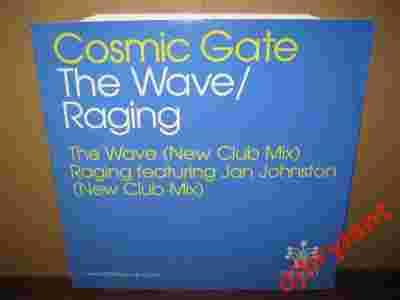 Cosmic Gate
The Wave/
Raging
The Wave (New Club Mix)
Raging featuring Jan Johnston
(New Club Mix)